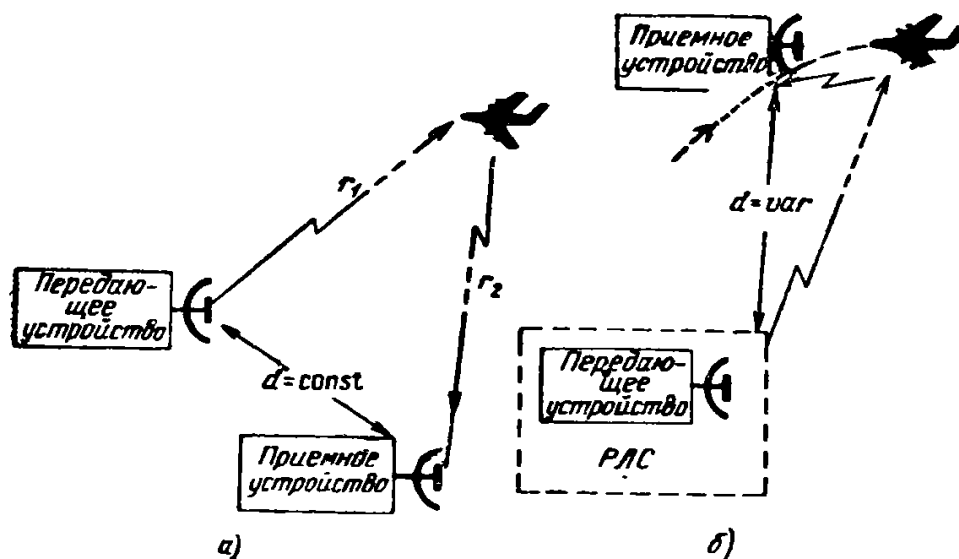 Передаю-
щее
устройство
r₁
r₂
d=const
Приемное
устройство
а)
Приемное
устройство
d=var
Передаю-
щее
устройство
РЛС
б)